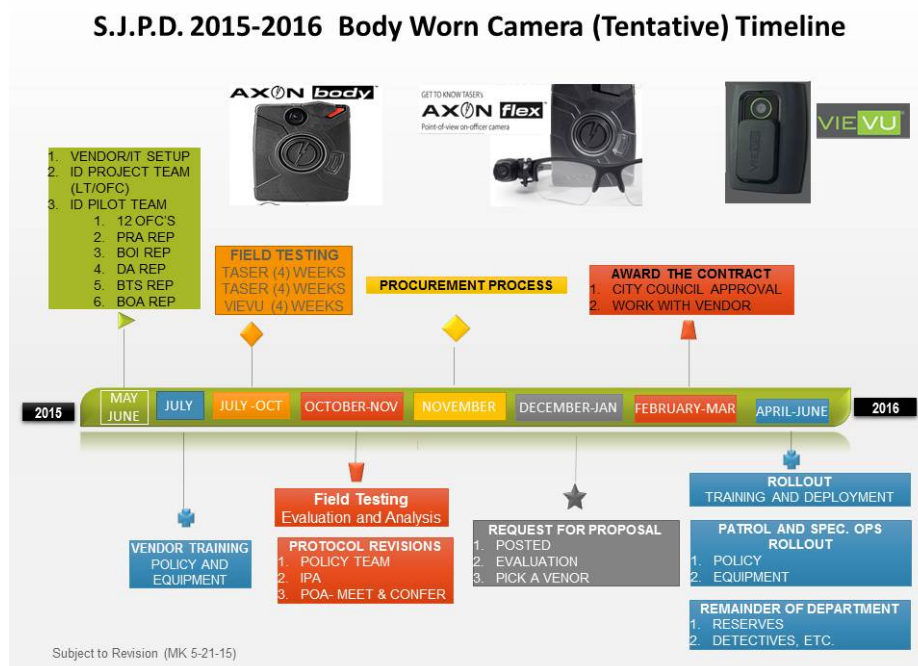 S.J.P.D. 2015-2016 Body Worn Camera (Tentative) Timeline
AXON body
GET TO KNOW TASER's
AXON flex
Point-of-view on-officer camera
VIEVU
VIEVU
1. VENDOR/IT SETUP
2. ID PROJECT TEAM
(LT/OFC)
3. ID PILOT TEAM
1. 12 OFC'S
2. PRA REP
3. BOI REP
4. DA REP
5. BTS REP
6. BOA REP
FIELD TESTING
TASER (4) WEEKS
TASER (4) WEEKS
VIEVU (4) WEEKS
PROCUREMENT PROCESS
AWARD THE CONTRACT
1. CITY COUNCIL APPROVAL
2. WORK WITH VENDOR
2015
MAY
JUNE
JULY
JULY-OCT
OCTOBER-NOV
NOVEMBER
DECEMBER-JAN
FEBRUARY-MAR
APRIL-JUNE
2016
VENDOR TRAINING
POLICY AND
EQUIPMENT
Field Testing
Evaluation and Analysis
PROTOCOL REVISIONS
1. POLICY TEAM
2. IPA
3. POA- MEET & CONFER
REQUEST FOR PROPOSAL
1. POSTED
2. EVALUATION
3. PICK A VENOR
ROLLOUT
TRAINING AND DEPLOYMENT
PATROL AND SPEC. OPS
ROLLOUT
1. POLICY
2. EQUIPMENT
REMAINDER OF DEPARTMENT
1. RESERVES
2. DETECTIVES, ETC.
Subject to Revision (MK 5-21-15)